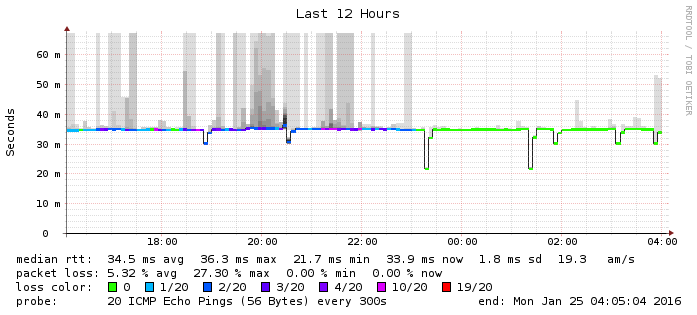 Last 12 Hours
RRDTOOL / TOBI OETIKER
Seconds
60 m
50 m
40 m
30 m
20 m
10 m
0
18:00 20:00 22:00 00:00 02:00 04:00
median rtt: 34.5 ms avg 36.3 ms max 21.7 ms min 33.9 ms now 1.8 ms sd 19.3 am/s
packet loss: 5.32 % avg 27.30 % max 0.00 % min 0.00 % now
loss color: 0 1/20 2/20 3/20 4/20 10/20 19/20
probe: 20 ICMP Echo Pings (56 Bytes) every 300s end: Mon Jan 25 04:05:04 2016